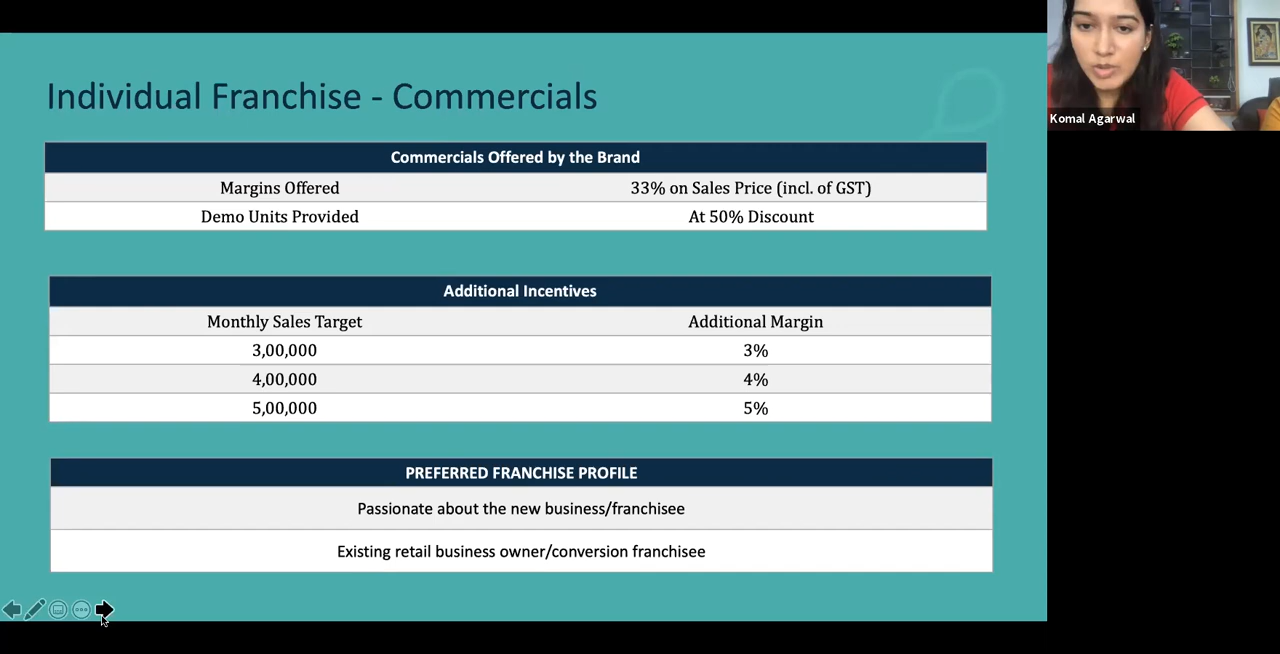 Individual Franchise - Commercials
Commercials Offered by the Brand
Margins Offered 33% on Sales Price (incl. of GST)
Demo Units Provided At 50% Discount
Additional Incentives
Monthly Sales Target Additional Margin
3,00,000 3%
4,00,000 4%
5,00,000 5%
PREFERRED FRANCHISE PROFILE
Passionate about the new business/franchisee
Existing retail business owner/conversion franchisee
Komal Agarwal